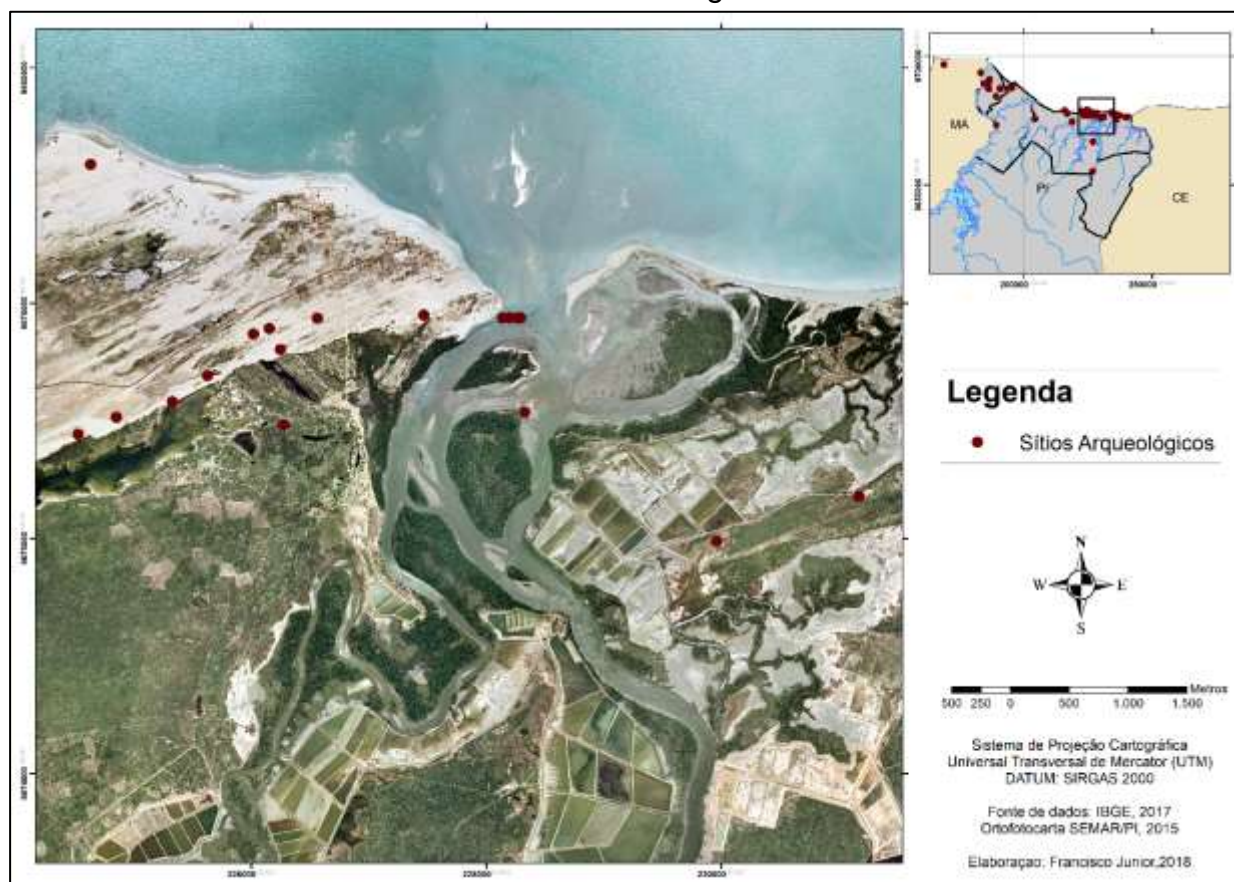 MA
PI
CE
Legenda
Sítios Arqueológicos
N
W
E
S
Metros
500 250 0 500 1.000 1.500
Sistema de Projeção Cartográfica
Universal Transversal de Mercator (UTM)
DATUM: SIRGAS 2000
Fonte de dados: IBGE, 2017
Ortofotocarta SEMAR/PI, 2015
Elaboraçao: Francisco Junior,2018